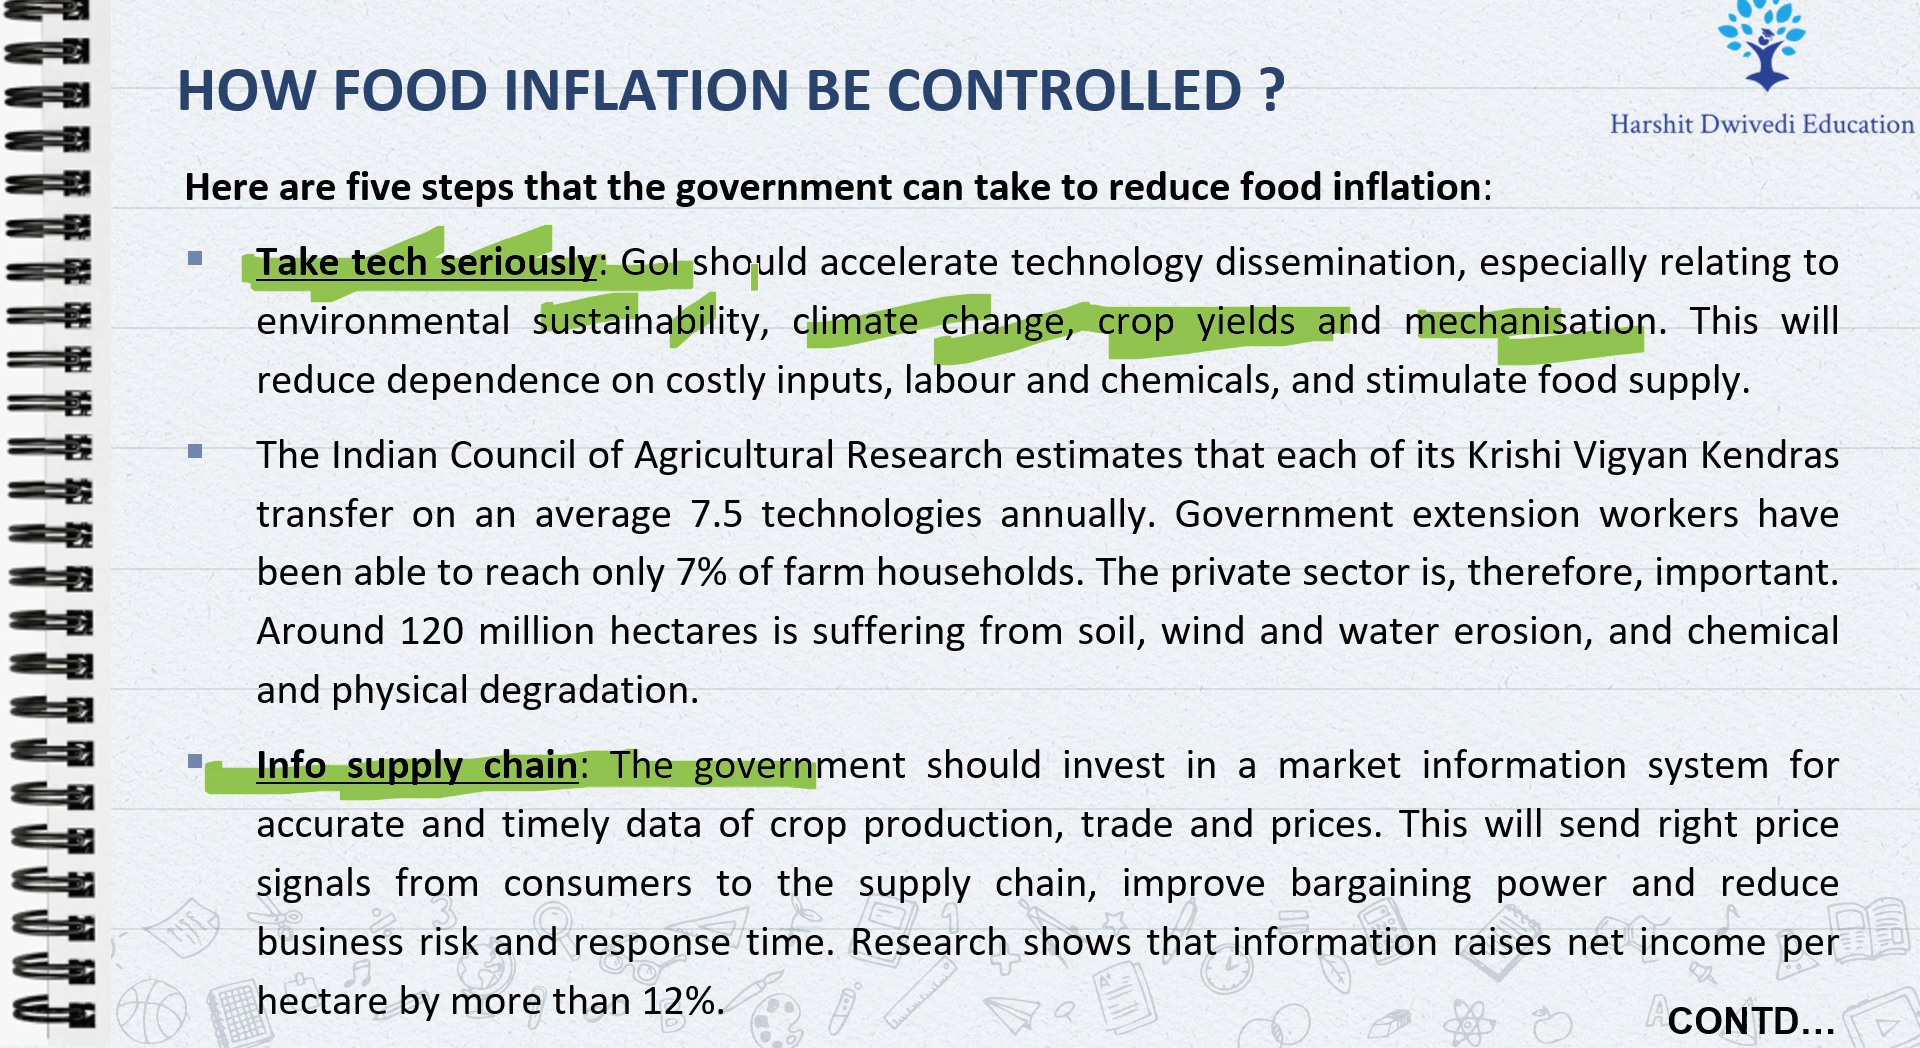 Harshit Dwivedi Education
HOW FOOD INFLATION BE CONTROLLED ?
Here are five steps that the government can take to reduce food inflation:
▪ Take tech seriously: GoI should accelerate technology dissemination, especially relating to
environmental sustainability, climate change, crop yields and mechanisation. This will
reduce dependence on costly inputs, labour and chemicals, and stimulate food supply.
▪ The Indian Council of Agricultural Research estimates that each of its Krishi Vigyan Kendras
transfer on an average 7.5 technologies annually. Government extension workers have
been able to reach only 7% of farm households. The private sector is, therefore, important.
Around 120 million hectares is suffering from soil, wind and water erosion, and chemical
and physical degradation.
▪ Info supply chain: The government should invest in a market information system for
accurate and timely data of crop production, trade and prices. This will send right price
signals from consumers to the supply chain, improve bargaining power and reduce
business risk and response time. Research shows that information raises net income per
hectare by more than 12%.
CONTD...